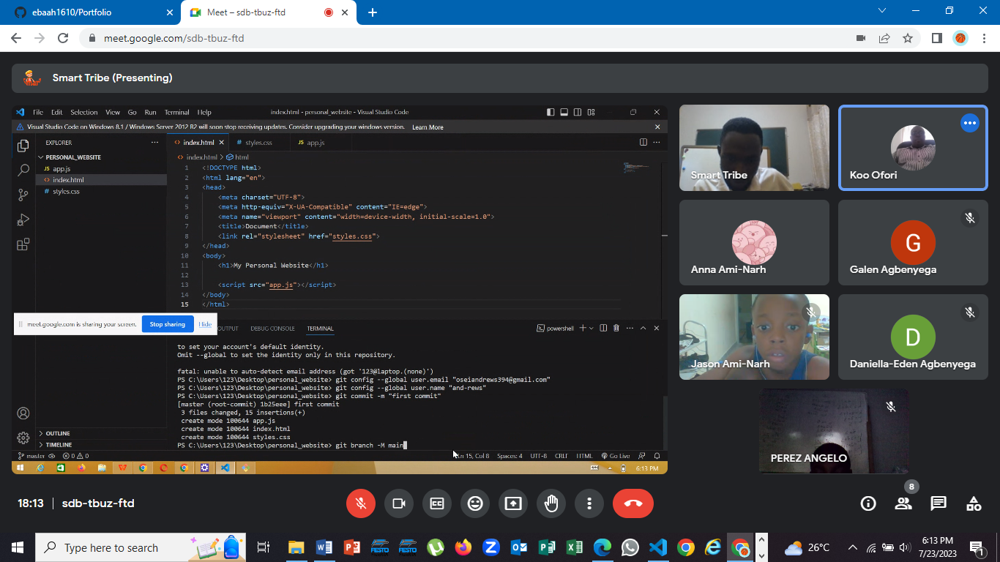 ebaah1610/Portfolio
Meet – sdb-tbuz-ftd
meet.google.com/sdb-tbuz-ftd
Smart Tribe (Presenting)
File Edit Selection View Go Run Terminal Help
index.html - personal_website - Visual Studio Code
Visual Studio Code on Windows 8.1 / Windows Server 2012 R2 will soon stop receiving updates. Consider upgrading your windows version. Learn More
EXPLORER
index.html
# styles.css
JS app.js
PERSONAL_WEBSITE
JS app.js
index.html
# styles.css
index.html > html
1 <!DOCTYPE html>
2 <html lang="en">
3 <head>
4 <meta charset="UTF-8">
5 <meta http-equiv="X-UA-Compatible" content="IE=edge">
6 <meta name="viewport" content="width=device-width, initial-scale=1.0">
7 <title>Document</title>
8 <link rel="stylesheet" href="styles.css">
9 </head>
10 <body>
11 <h1>My Personal Website</h1>
12
13 <script src="app.js"></script>
14 </body>
15 </html>
meet.google.com is sharing your screen. Stop sharing Hide
OUTPUT DEBUG CONSOLE TERMINAL
powershell
to set your account's default identity.
Omit --global to set the identity only in this repository.
fatal: unable to auto-detect email address (got '123@laptop.(none)')
PS C:\Users\123\Desktop\personal_website> git config --global user.email "oseiandrews394@gmail.com"
PS C:\Users\123\Desktop\personal_website> git config --global user.name "and-rews"
PS C:\Users\123\Desktop\personal_website> git commit -m "first commit"
[master (root-commit) 1b25eee] first commit
3 files changed, 15 insertions(+)
create mode 100644 app.js
create mode 100644 index.html
create mode 100644 styles.css
PS C:\Users\123\Desktop\personal_website> git branch -M main
OUTLINE
TIMELINE
master 0 0 Ln 15, Col 8 Spaces: 4 UTF-8 CRLF HTML Go Live
6:13 PM
Smart Tribe
Koo Ofori
Anna Ami-Narh
G
Galen Agbenyega
Jason Ami-Narh
D
Daniella-Eden Agbenyega
PEREZ ANGELO
18:13 | sdb-tbuz-ftd
8
Type here to search
FESTO
FESTO
26°C
6:13 PM
7/23/2023
1